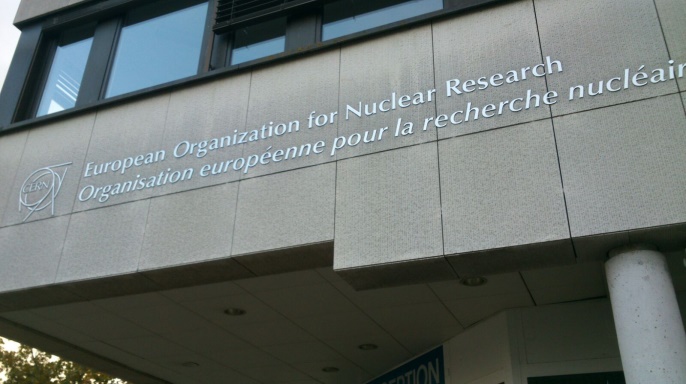 CERN
European Organization for Nuclear Research
Organisation européenne pour la recherche nucléair